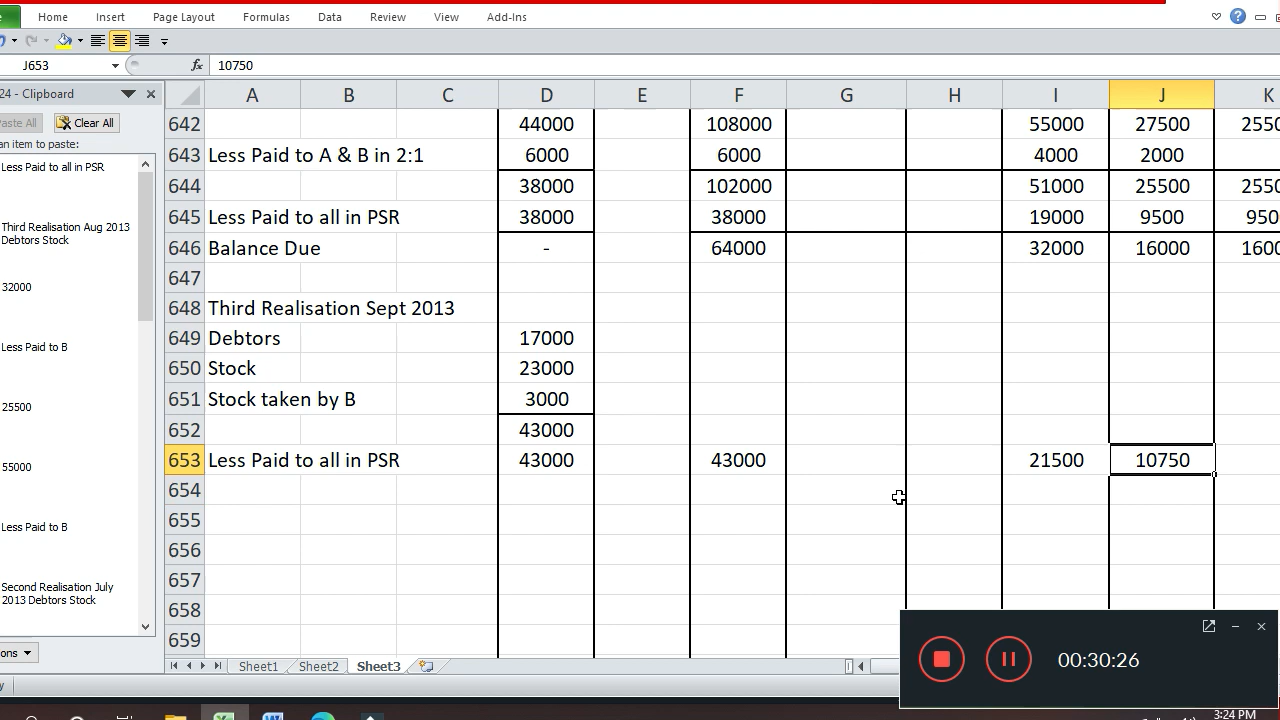 Home Insert Page Layout Formulas Data Review View Add-Ins
J653 fx 10750
24 - Clipboard
Paste All Clear All
an item to paste:
Less Paid to all in PSR
Third Realisation Aug 2013
Debtors Stock
32000
Less Paid to B
25500
55000
Less Paid to B
Second Realisation July
2013 Debtors Stock
A B C D E F G H I J K
642 44000 108000 55000 27500 2550
643 Less Paid to A & B in 2:1 6000 6000 4000 2000
644 38000 102000 51000 25500 2550
645 Less Paid to all in PSR 38000 38000 19000 9500 950
646 Balance Due - 64000 32000 16000 1600
647
648 Third Realisation Sept 2013
649 Debtors 17000
650 Stock 23000
651 Stock taken by B 3000
652 43000
653 Less Paid to all in PSR 43000 43000 21500 10750
654
655
656
657
658
659
Sheet1 Sheet2 Sheet3
00:30:26
3:24 PM